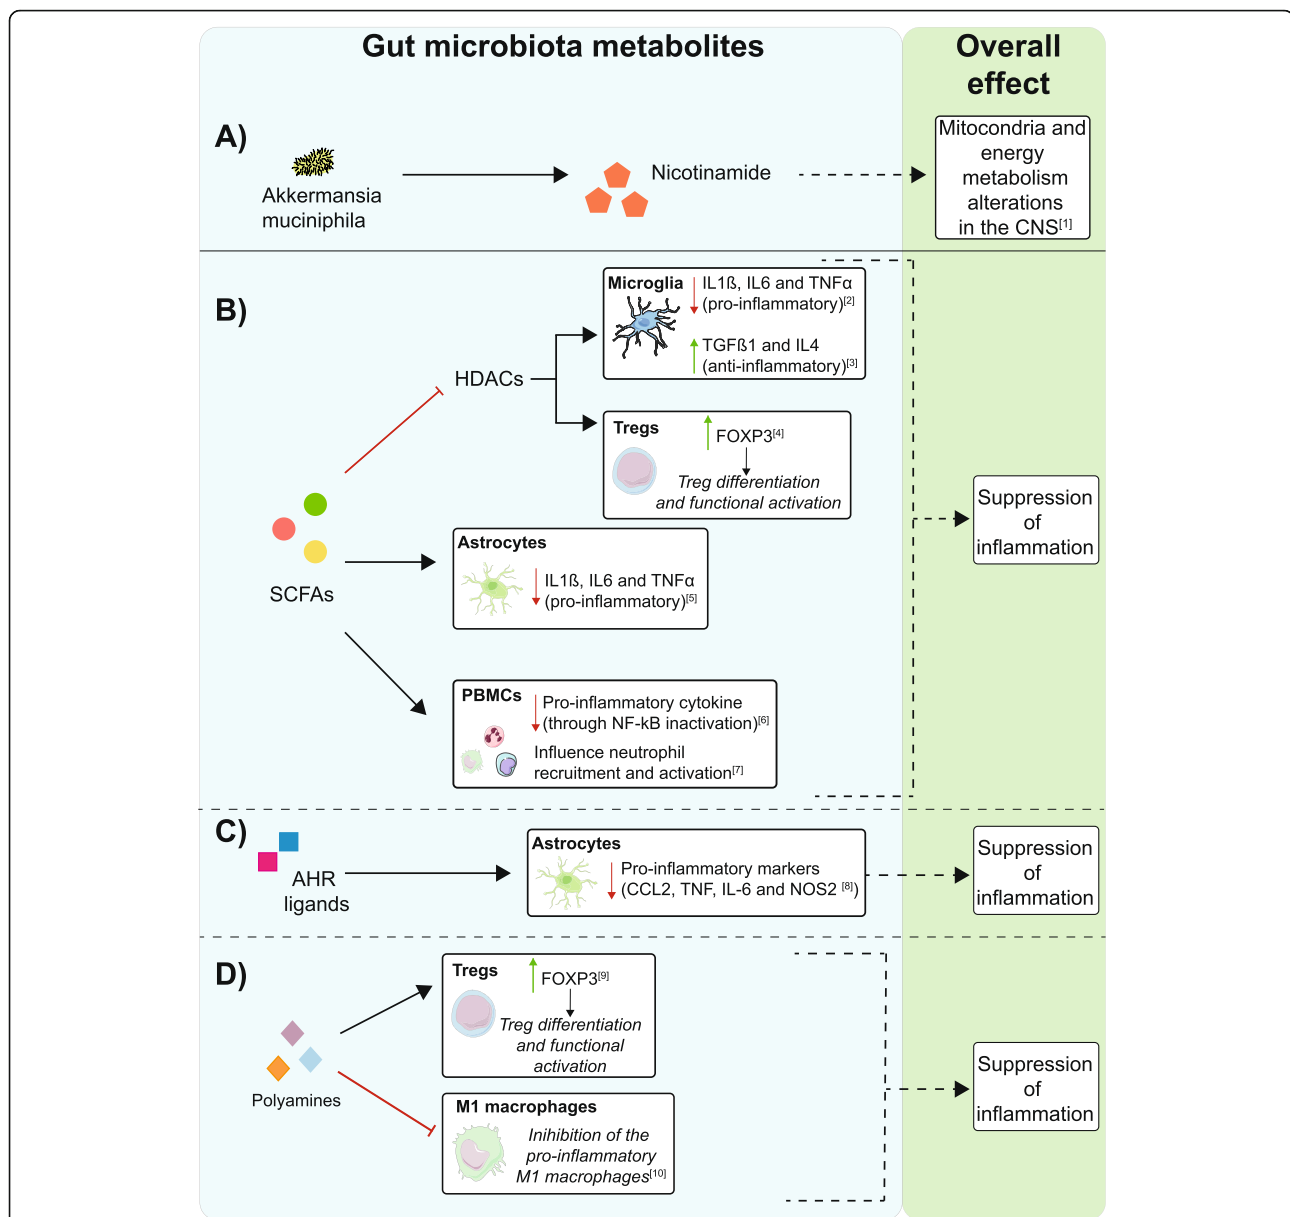 Gut microbiota metabolites
Overall
effect
A)
Akkermansia
muciniphila
Nicotinamide
Mitocondria and
energy
metabolism
alterations
in the CNS[1]
B)
SCFAs
HDACs
Microglia
IL1ß, IL6 and TNFα
(pro-inflammatory)[2]
TGFß1 and IL4
(anti-inflammatory)[3]
Tregs
FOXP3[4]
Treg differentiation
and functional activation
Astrocytes
IL1ß, IL6 and TNFα
(pro-inflammatory)[5]
PBMCs
Pro-inflammatory cytokine
(through NF-kB inactivation)[6]
Influence neutrophil
recruitment and activation[7]
Suppression
of
inflammation
C)
AHR
ligands
Astrocytes
Pro-inflammatory markers
(CCL2, TNF, IL-6 and NOS2 [8])
Suppression
of
inflammation
D)
Polyamines
Tregs
FOXP3[9]
Treg differentiation
and functional
activation
M1 macrophages
Inihibition of the
pro-inflammatory
M1 macrophages[10]
Suppression
of
inflammation